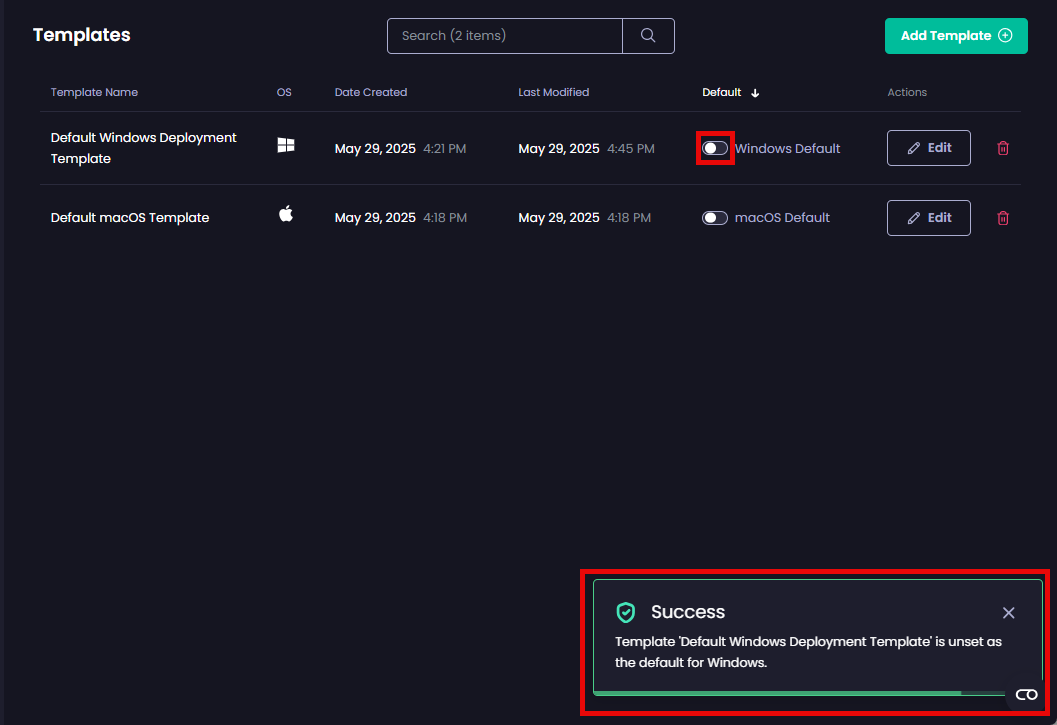 Templates
Search (2 items)
Add Template
Template Name OS Date Created Last Modified Default Actions
Default Windows Deployment
Template
May 29, 2025 4:21 PM May 29, 2025 4:45 PM Windows Default Edit
Default macOS Template May 29, 2025 4:18 PM May 29, 2025 4:18 PM macOS Default Edit
Success
Template 'Default Windows Deployment Template' is unset as
the default for Windows.